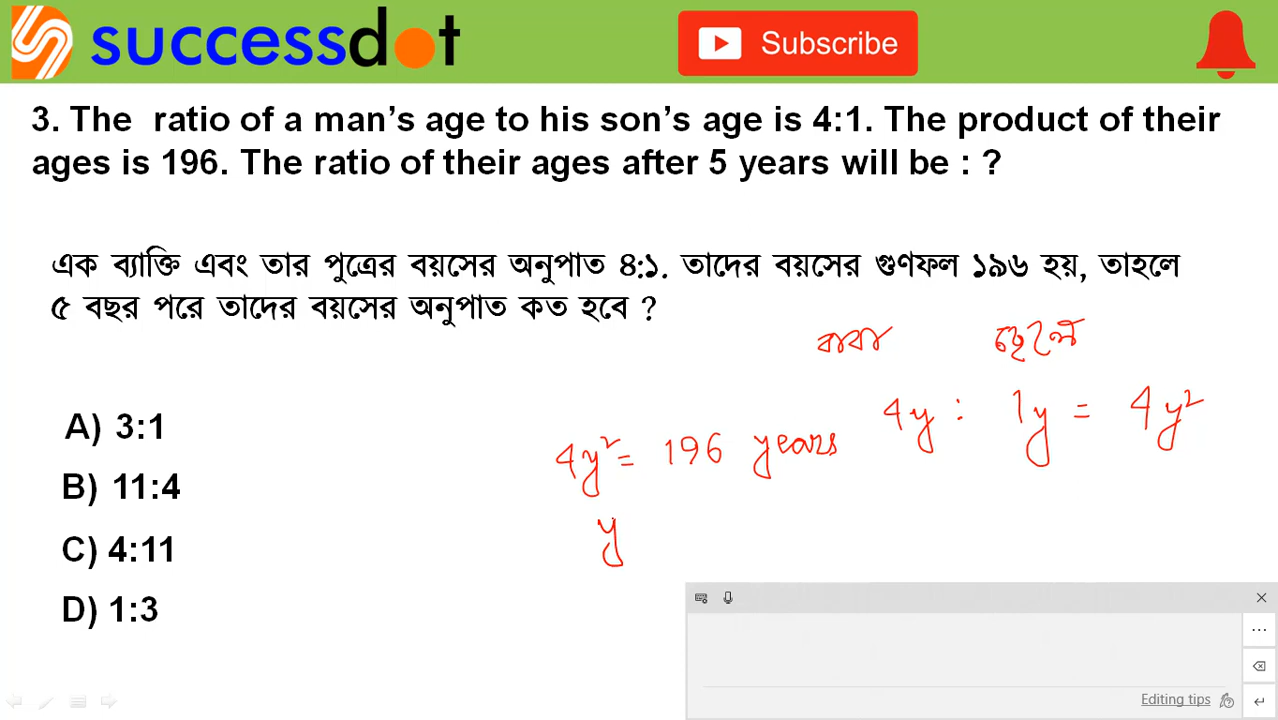 successdot
Subscribe
3. The ratio of a man’s age to his son’s age is 4:1. The product of their
ages is 196. The ratio of their ages after 5 years will be : ?
এক ব্যাক্তি এবং তার পুত্রের বয়সের অনুপাত 8:১. তাদের বয়সের গুণফল ১৯৬ হয়, তাহলে
৫ বছর পরে তাদের বয়সের অনুপাত কত হবে ?
বাবা ছেলে
4y : 1y = 4y²
4y² = 196 years
y
A) 3:1
B) 11:4
C) 4:11
D) 1:3
Editing tips